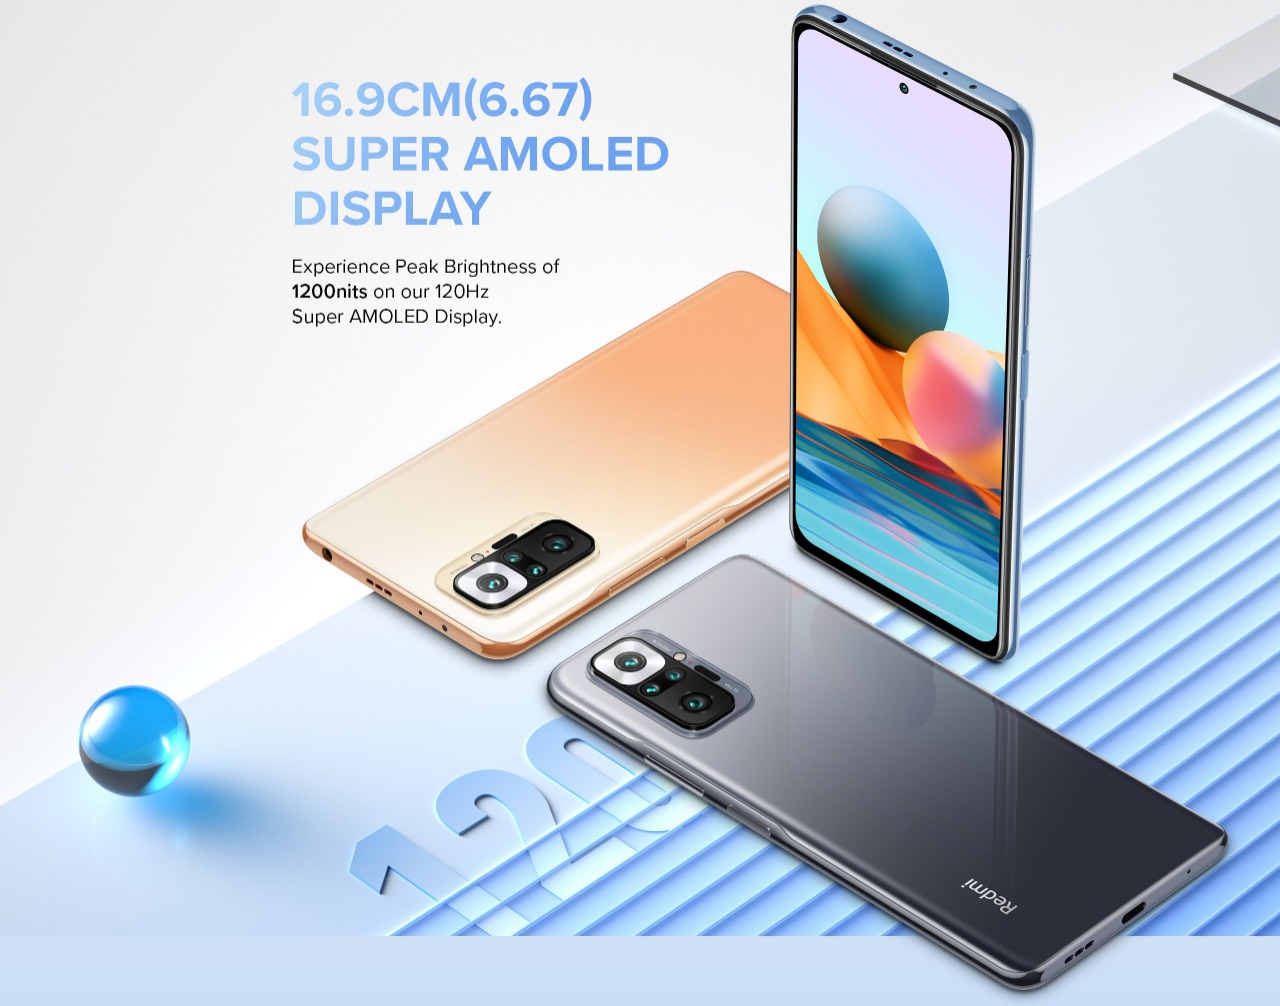 16.9CM(6.67)
SUPER AMOLED
DISPLAY
Experience Peak Brightness of
1200nits on our 120Hz
Super AMOLED Display.
120
Redmi